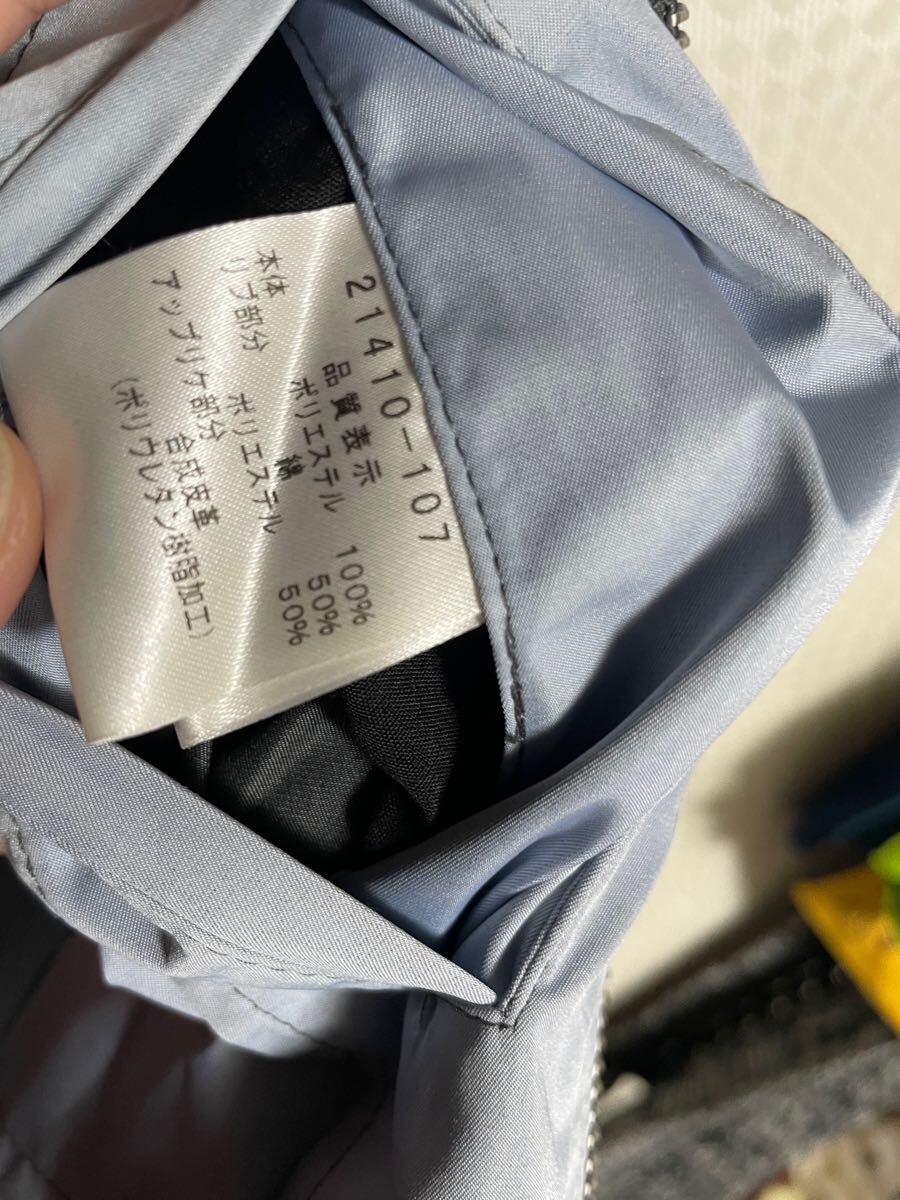 21410-107
品質表示
本体 ポリエステル 100%
リブ部分 綿 50%
ポリエステル 50%
アップリケ部分 合成皮革
(ポリウレタン樹脂加工)